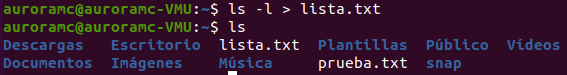 auroramc@auroramc-VMU:~$ ls -l > lista.txt
auroramc@auroramc-VMU:~$ ls
Descargas Escritorio lista.txt Plantillas Público Vídeos
Documentos Imágenes Música prueba.txt snap